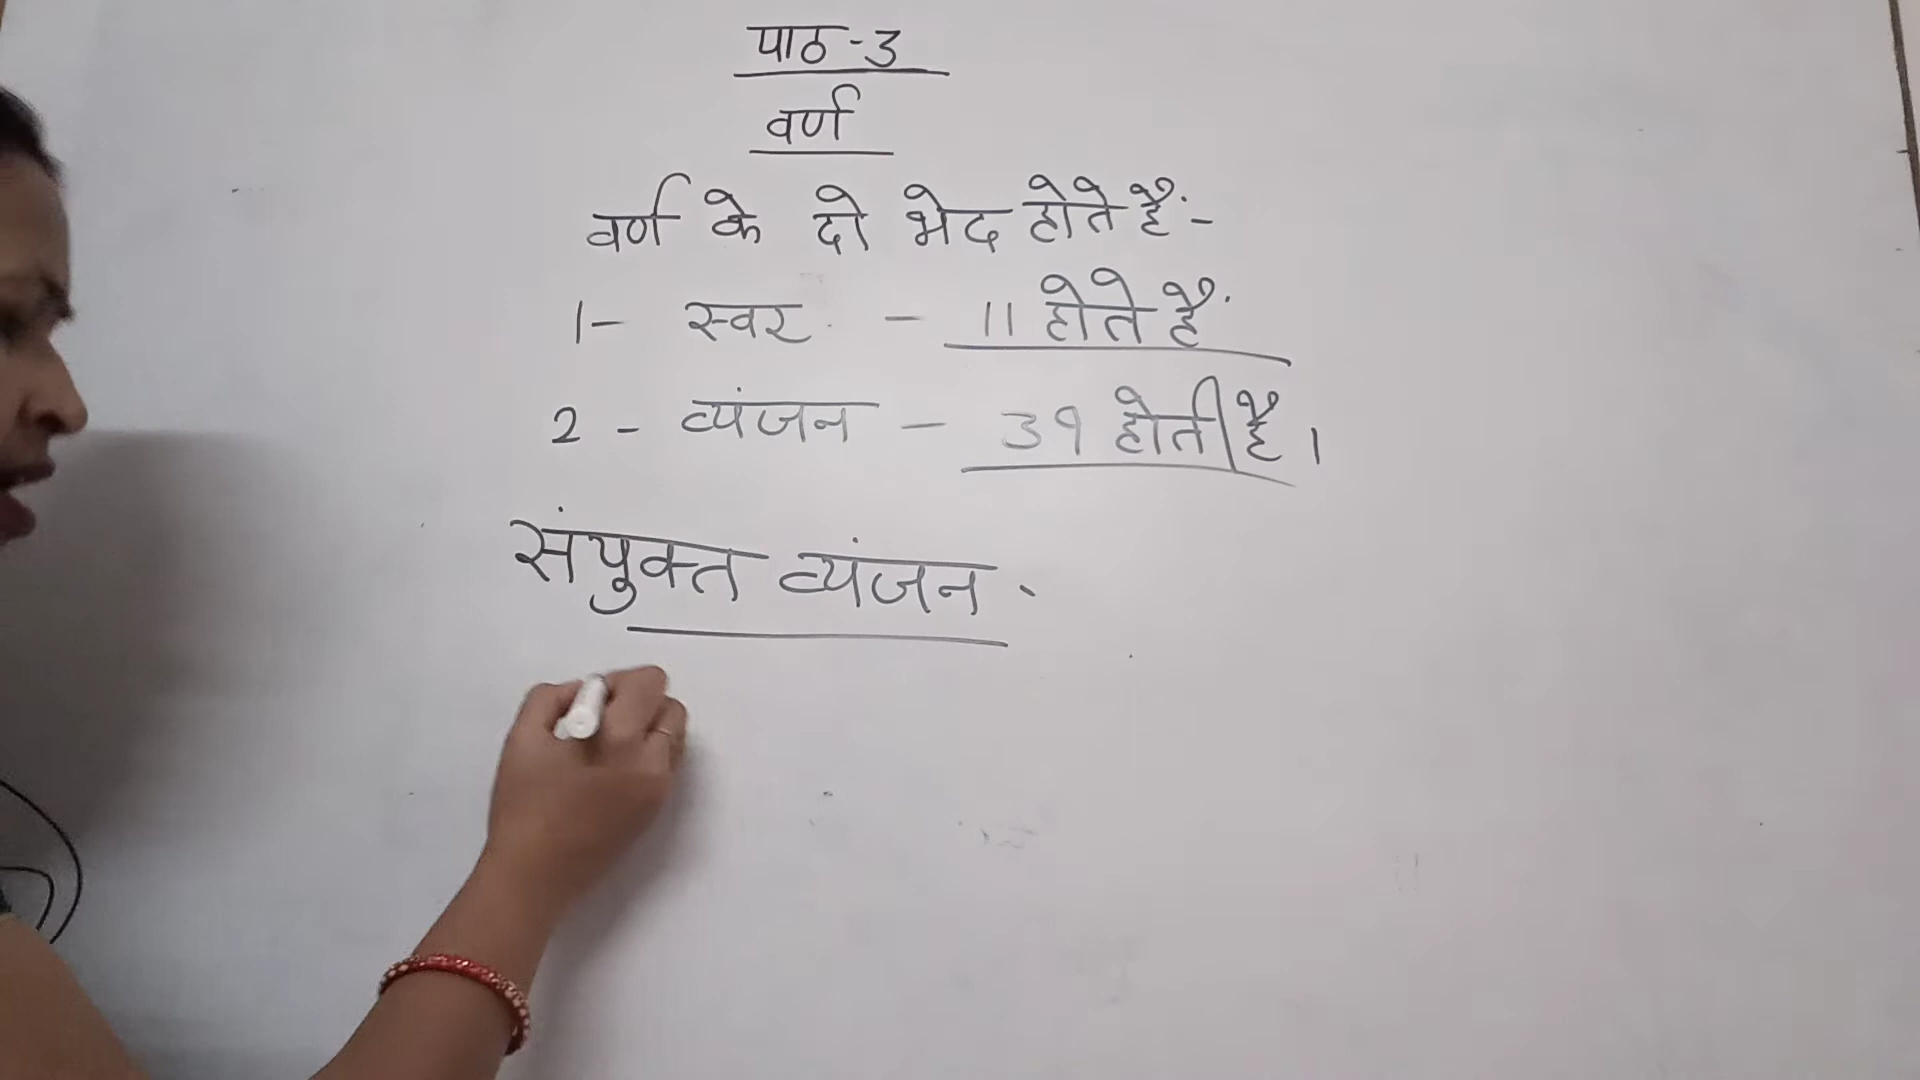 पाठ-3
वर्ण
वर्ण के दो भेद होते हैं:-
1- स्वर - 11 होते हैं
2 - व्यंजन - 39 होती है।
संयुक्त व्यंजन